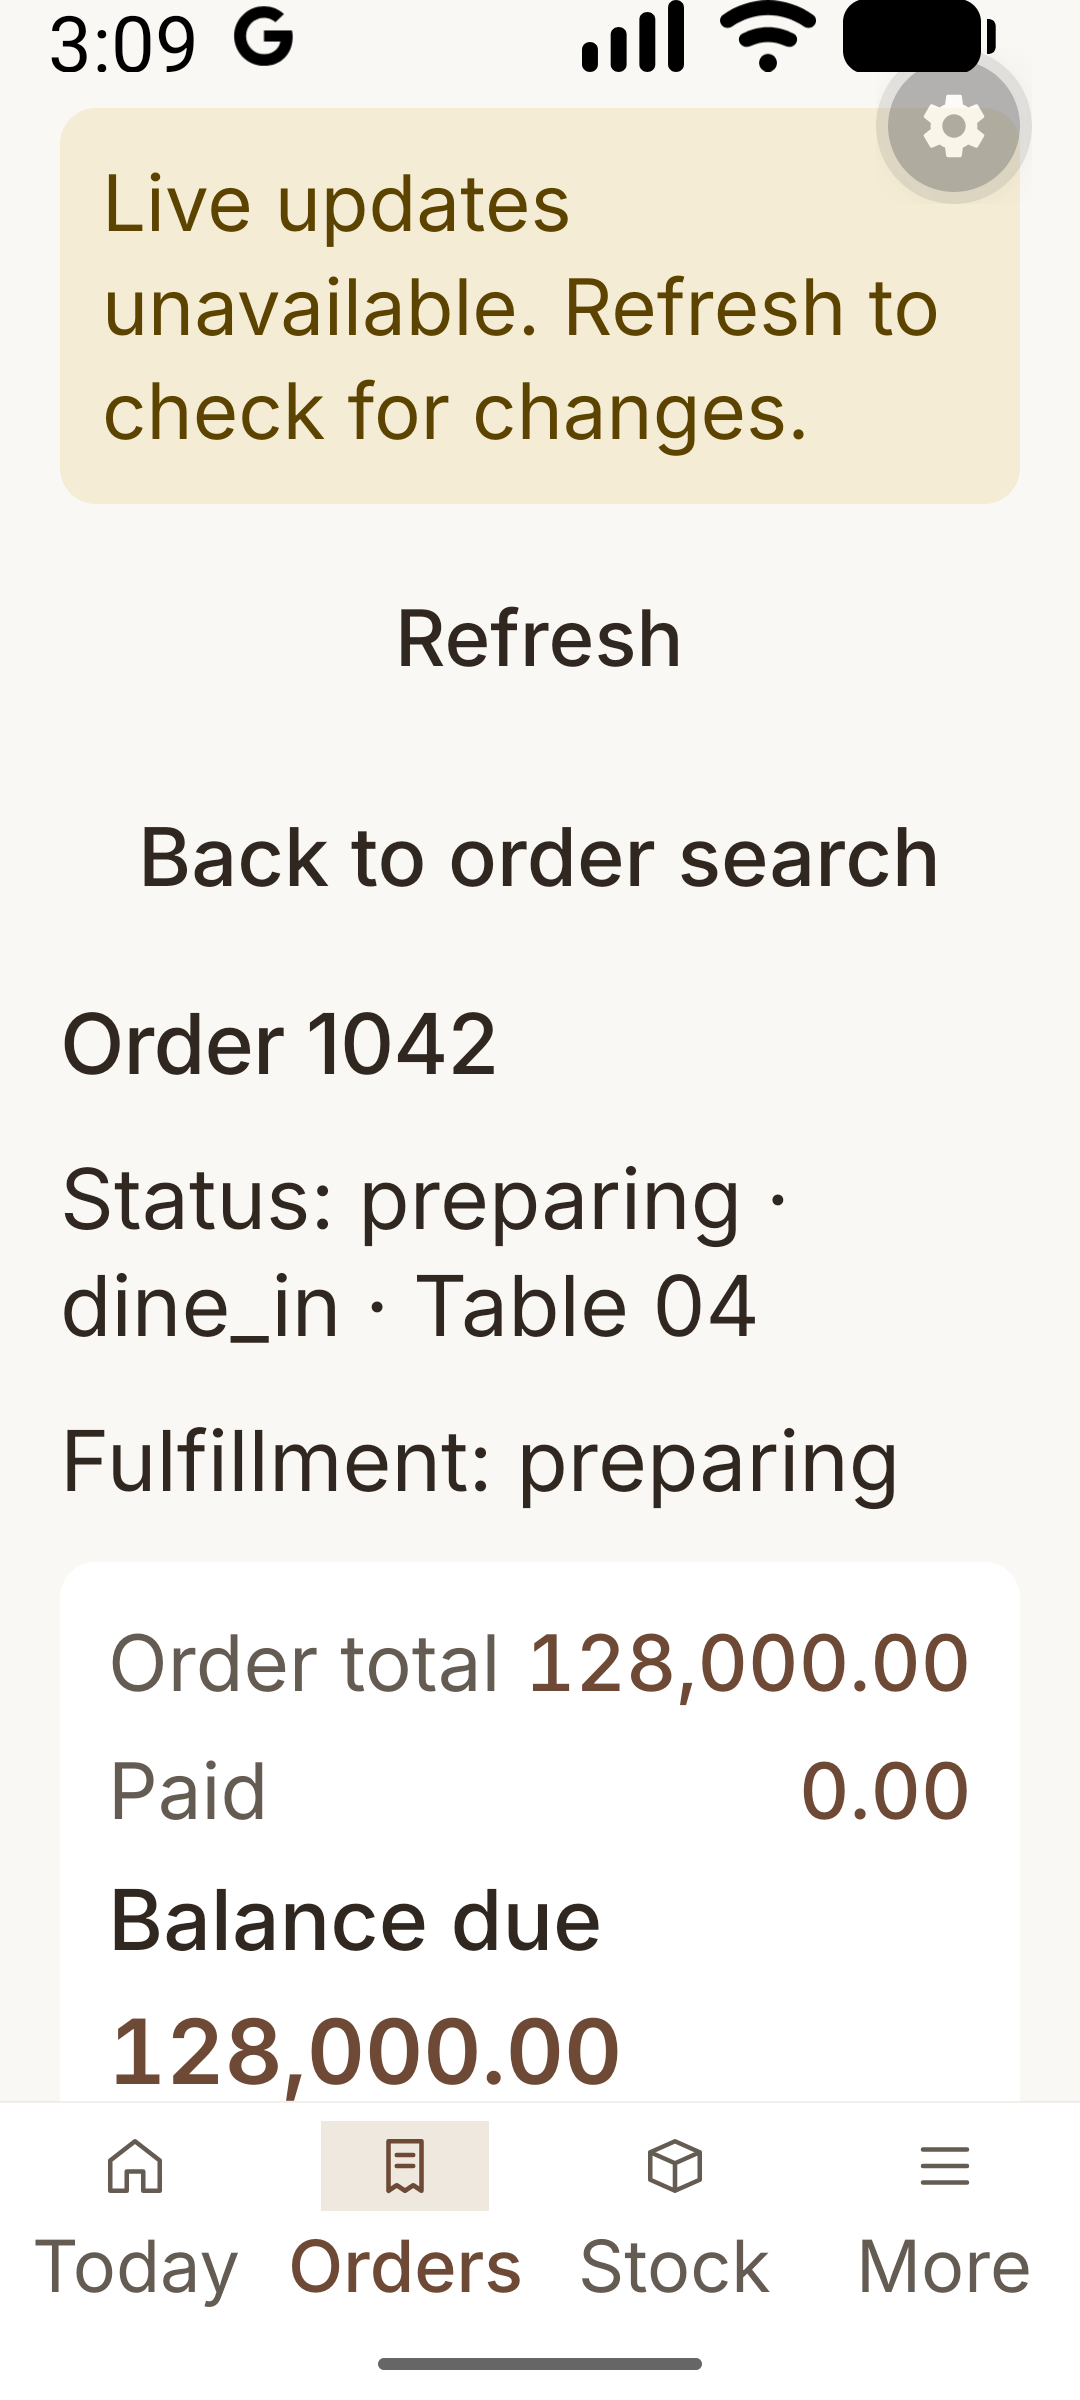 3:09
Live updates
unavailable. Refresh to
check for changes.
Refresh
Back to order search
Order 1042
Status: preparing ·
dine_in · Table 04
Fulfillment: preparing
Order total 128,000.00
Paid 0.00
Balance due
128,000.00
Today Orders Stock More